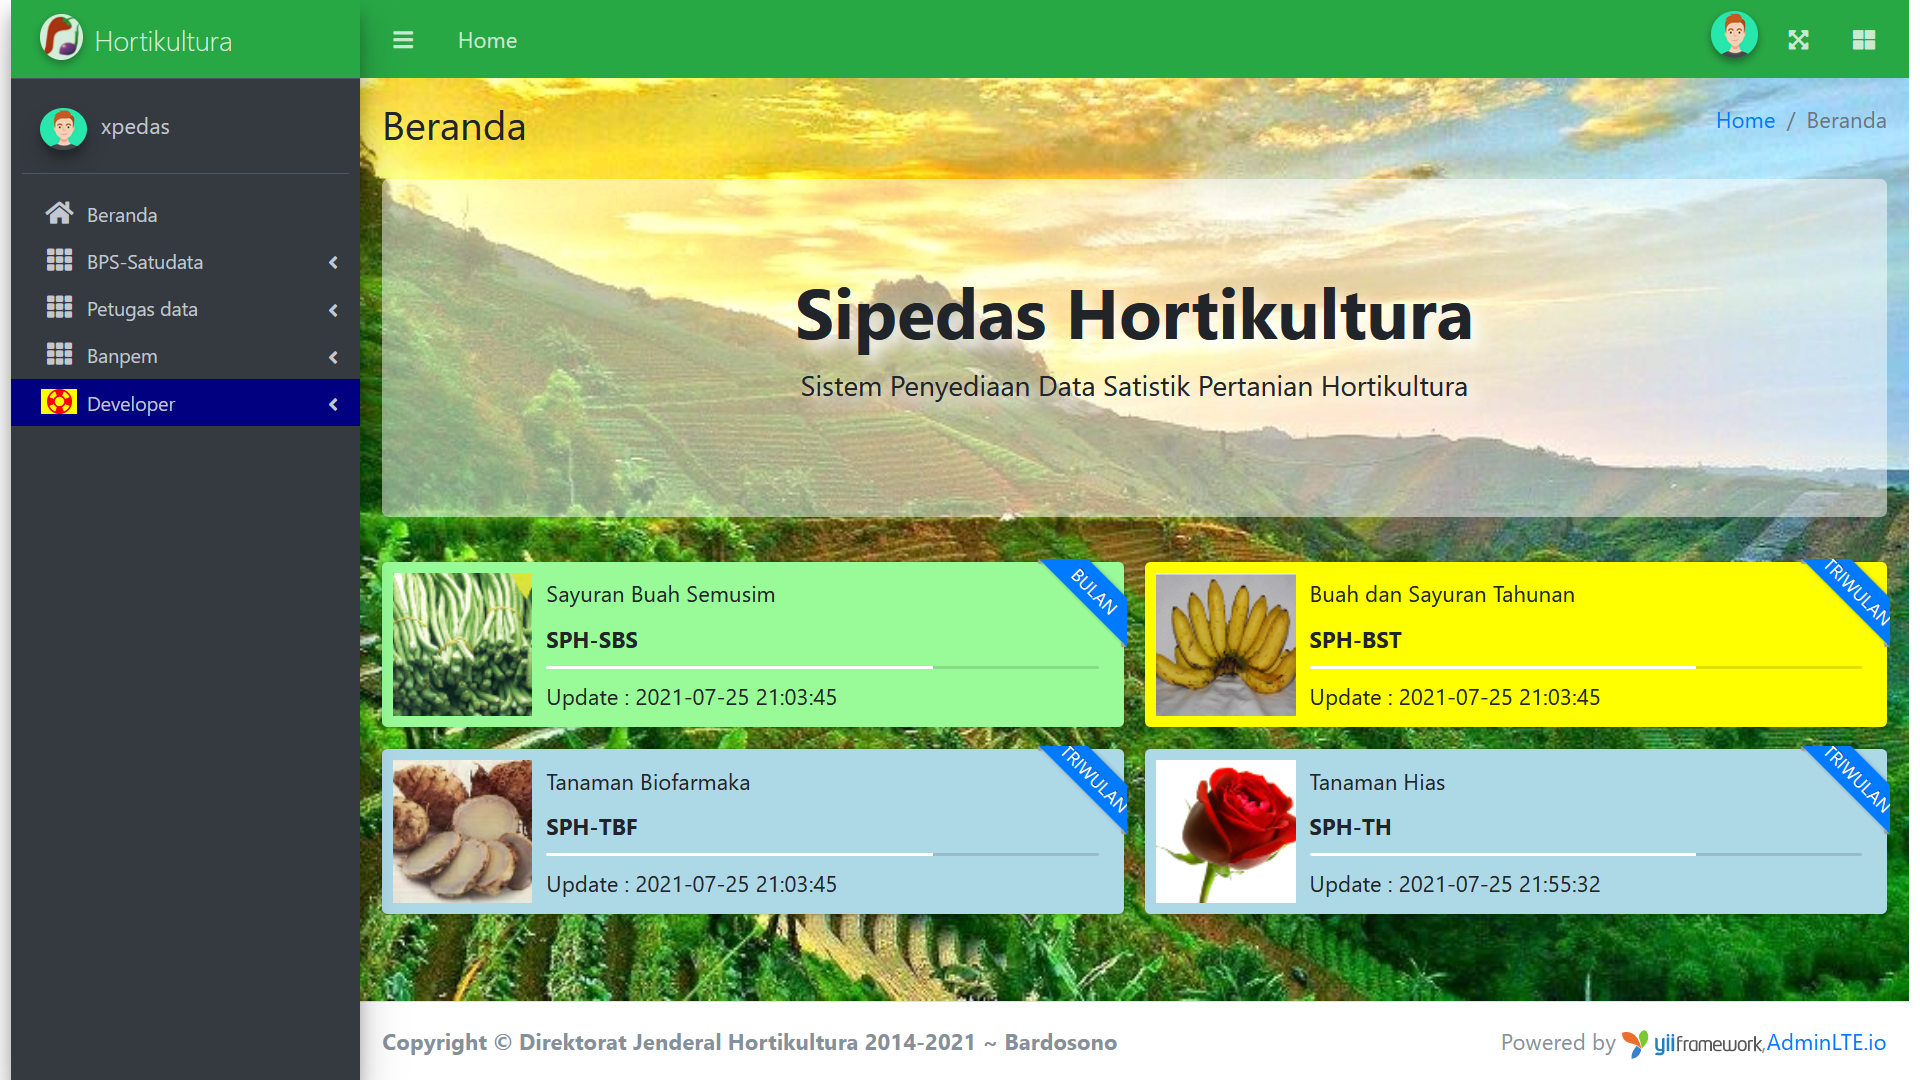 Hortikultura
Home
xpedas
Beranda
BPS-Satudata
Petugas data
Banpem
Developer
Beranda
Home / Beranda
Sipedas Hortikultura
Sistem Penyediaan Data Satistik Pertanian Hortikultura
Sayuran Buah Semusim
BULAN
SPH-SBS
Update : 2021-07-25 21:03:45
Buah dan Sayuran Tahunan
TRIWULAN
SPH-BST
Update : 2021-07-25 21:03:45
Tanaman Biofarmaka
TRIWULAN
SPH-TBF
Update : 2021-07-25 21:03:45
Tanaman Hias
TRIWULAN
SPH-TH
Update : 2021-07-25 21:55:32
Copyright © Direktorat Jenderal Hortikultura 2014-2021 ~ Bardosono
Powered by yiiframework,AdminLTE.io